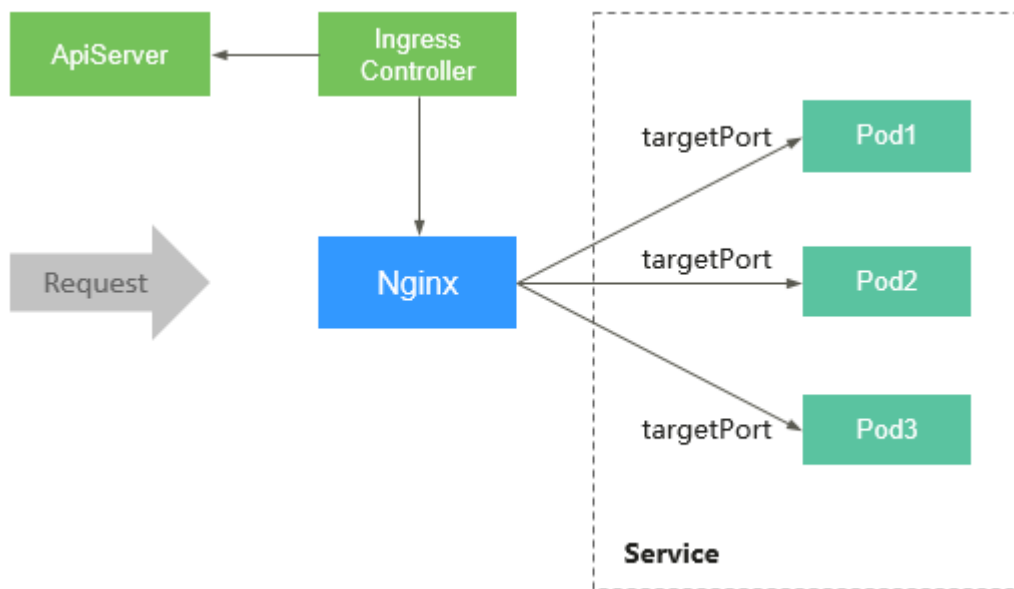 ApiServer
Ingress
Controller
targetPort
Pod1
Request
Nginx
targetPort
Pod2
targetPort
Pod3
Service